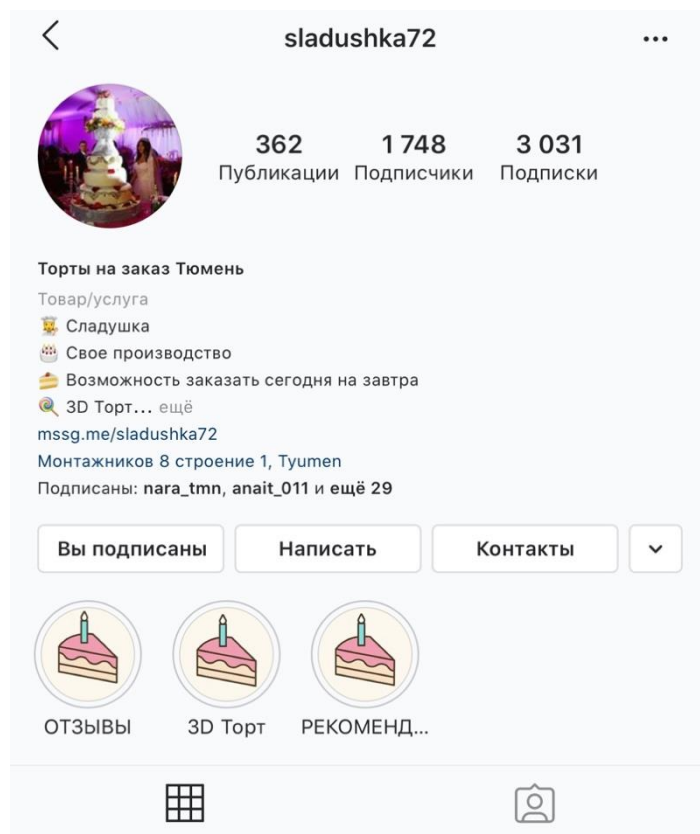 sladushka72
362 1 748 3 031
Публикации Подписчики Подписки
Торты на заказ Тюмень
Товар/услуга
Сладушка
Свое производство
Возможность заказать сегодня на завтра
3D Торт... ещё
mssg.me/sladushka72
Монтажников 8 строение 1, Tyumen
Подписаны: nara_tmn, anait_011 и ещё 29
Вы подписаны Написать Контакты
ОТЗЫВЫ 3D Торт РЕКОМЕНД...